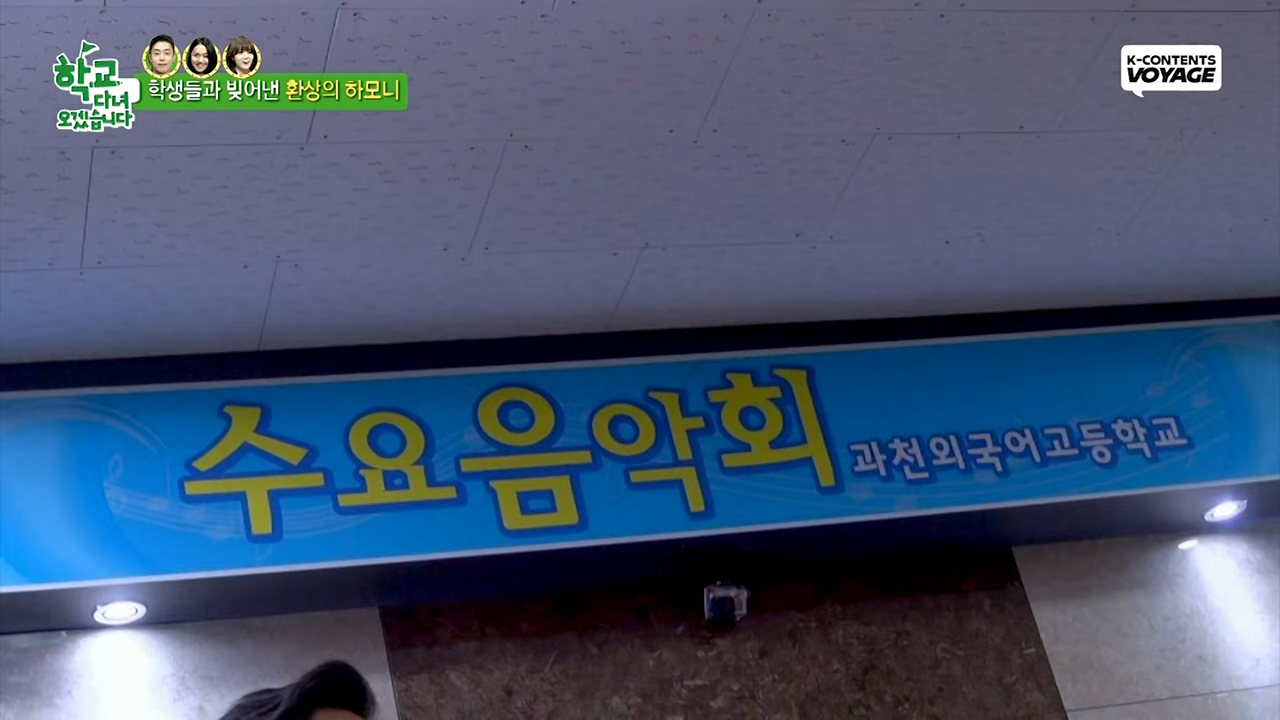 학교
다녀
오겠습니다
학생들과 빚어낸 환상의 하모니
K-CONTENTS
VOYAGE
수요음악회 과천외국어고등학교